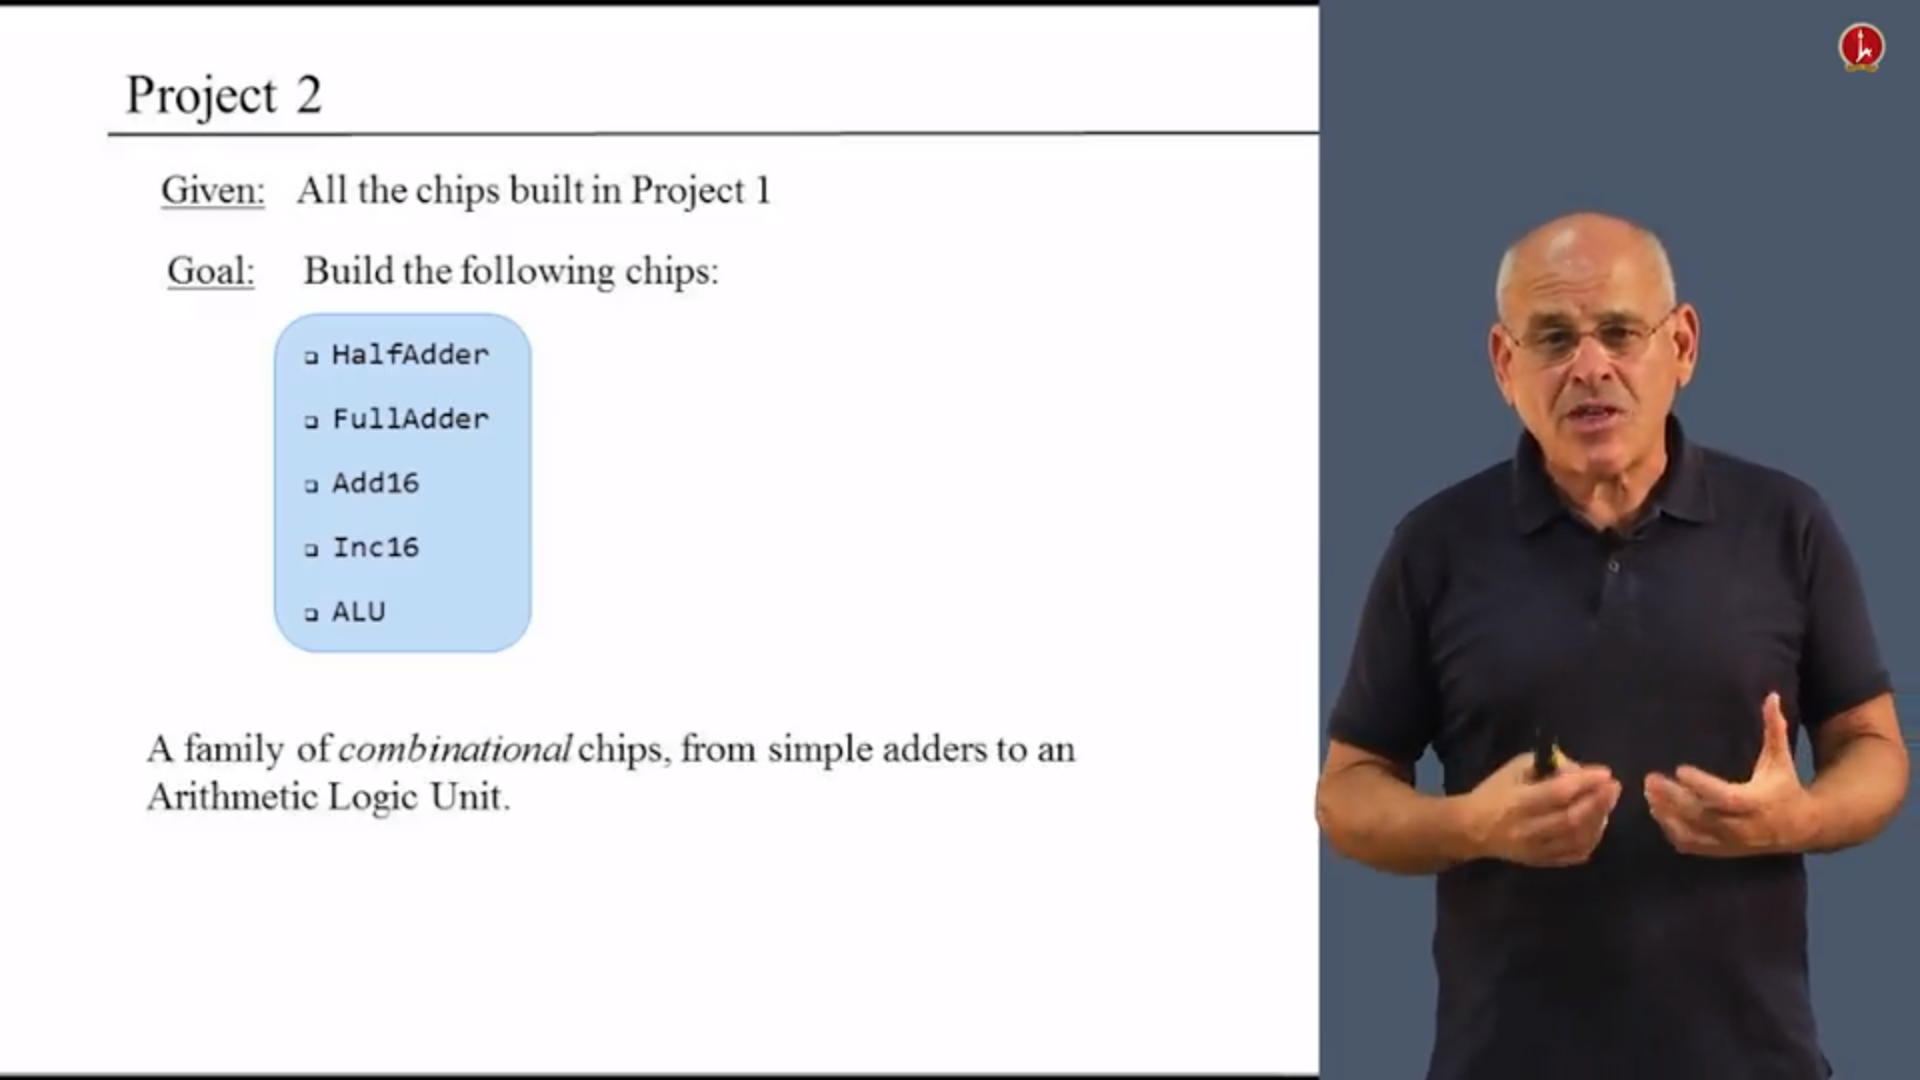 Project 2
Given: All the chips built in Project 1
Goal: Build the following chips:
HalfAdder
FullAdder
Add16
Inc16
ALU
A family of combinational chips, from simple adders to an
Arithmetic Logic Unit.